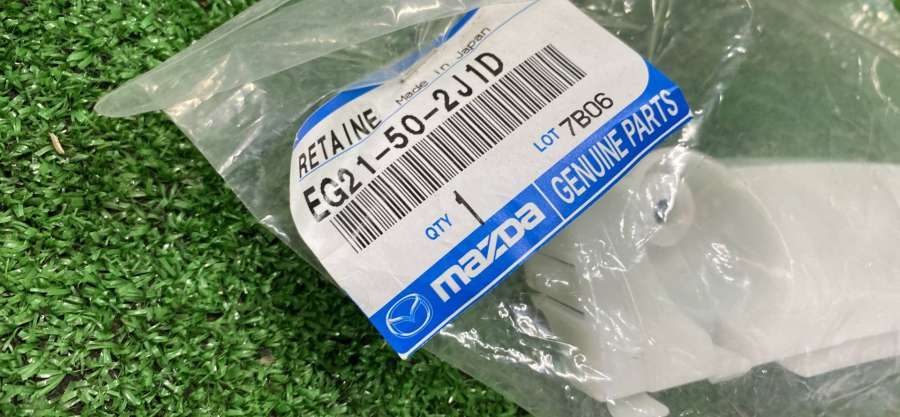 RETAINE Made in Japan
EG21-50-2J1D
QTY 1 LOT 7B06
mazda GENUINE PARTS